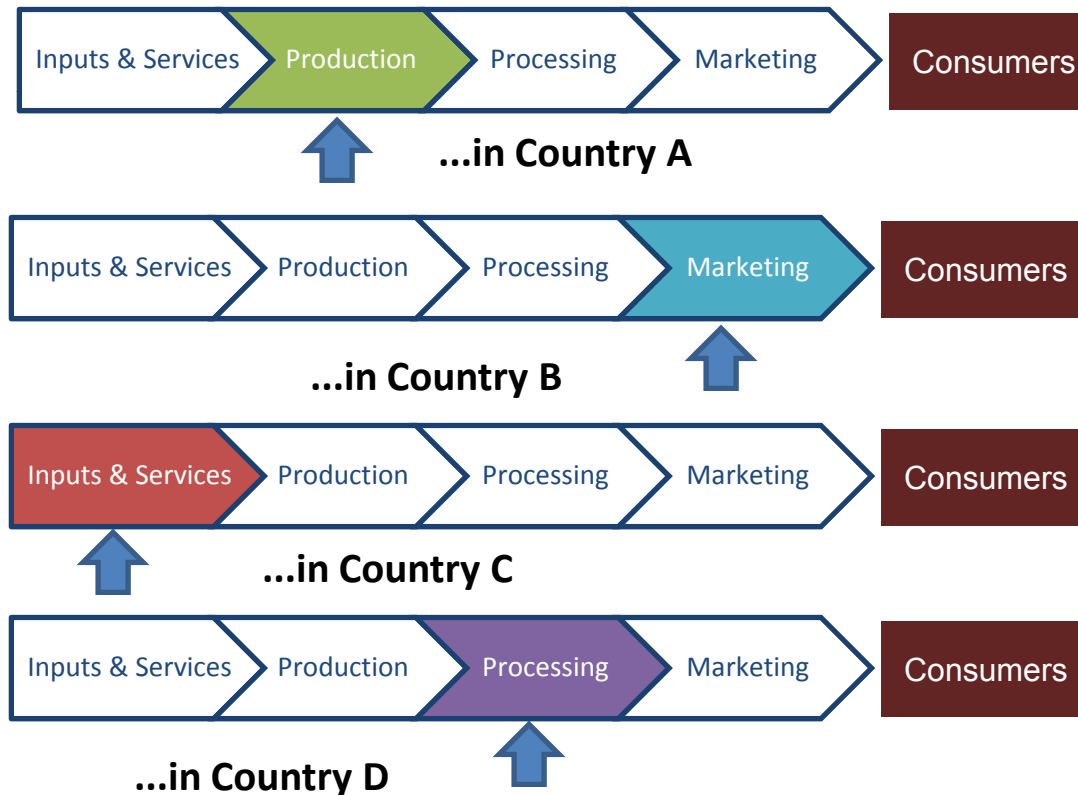 Inputs & Services Production Processing Marketing Consumers
...in Country A
Inputs & Services Production Processing Marketing Consumers
...in Country B
Inputs & Services Production Processing Marketing Consumers
...in Country C
Inputs & Services Production Processing Marketing Consumers
...in Country D